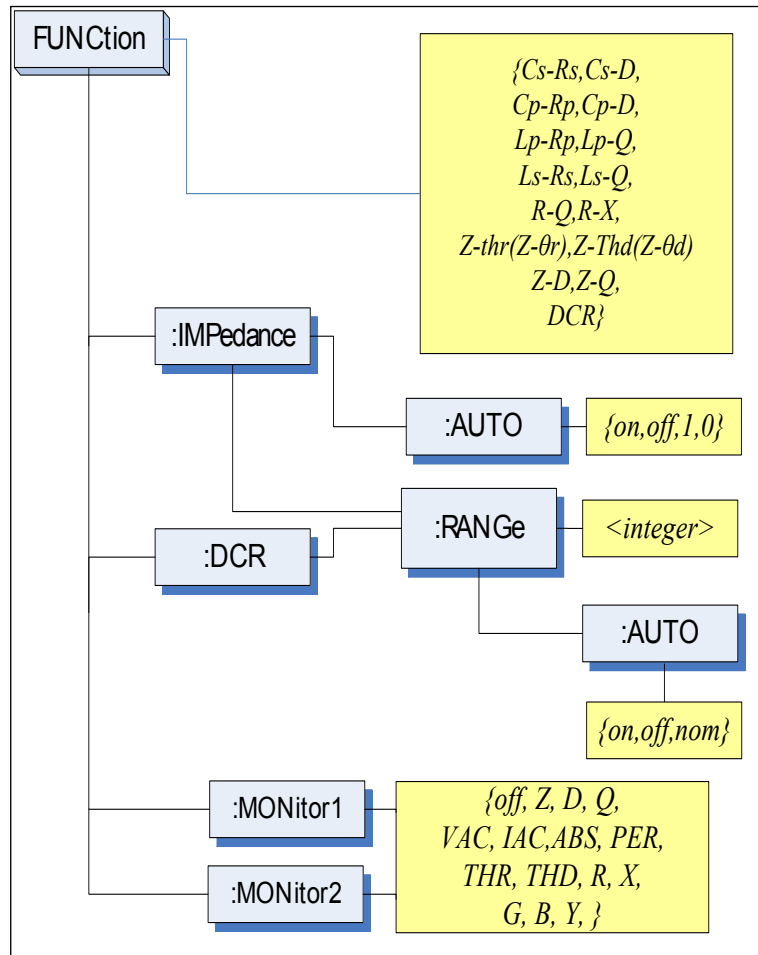 FUNCtion
{Cs-Rs,Cs-D,
Cp-Rp,Cp-D,
Lp-Rp,Lp-Q,
Ls-Rs,Ls-Q,
R-Q,R-X,
Z-thr(Z-θr),Z-Thd(Z-θd)
Z-D,Z-Q,
DCR}
:IMPedance
:AUTO
{on,off,1,0}
:RANGe
<integer>
:DCR
:AUTO
{on,off,nom}
:MONitor1
{off, Z, D, Q,
VAC, IAC,ABS, PER,
THR, THD, R, X,
G, B, Y, }
:MONitor2